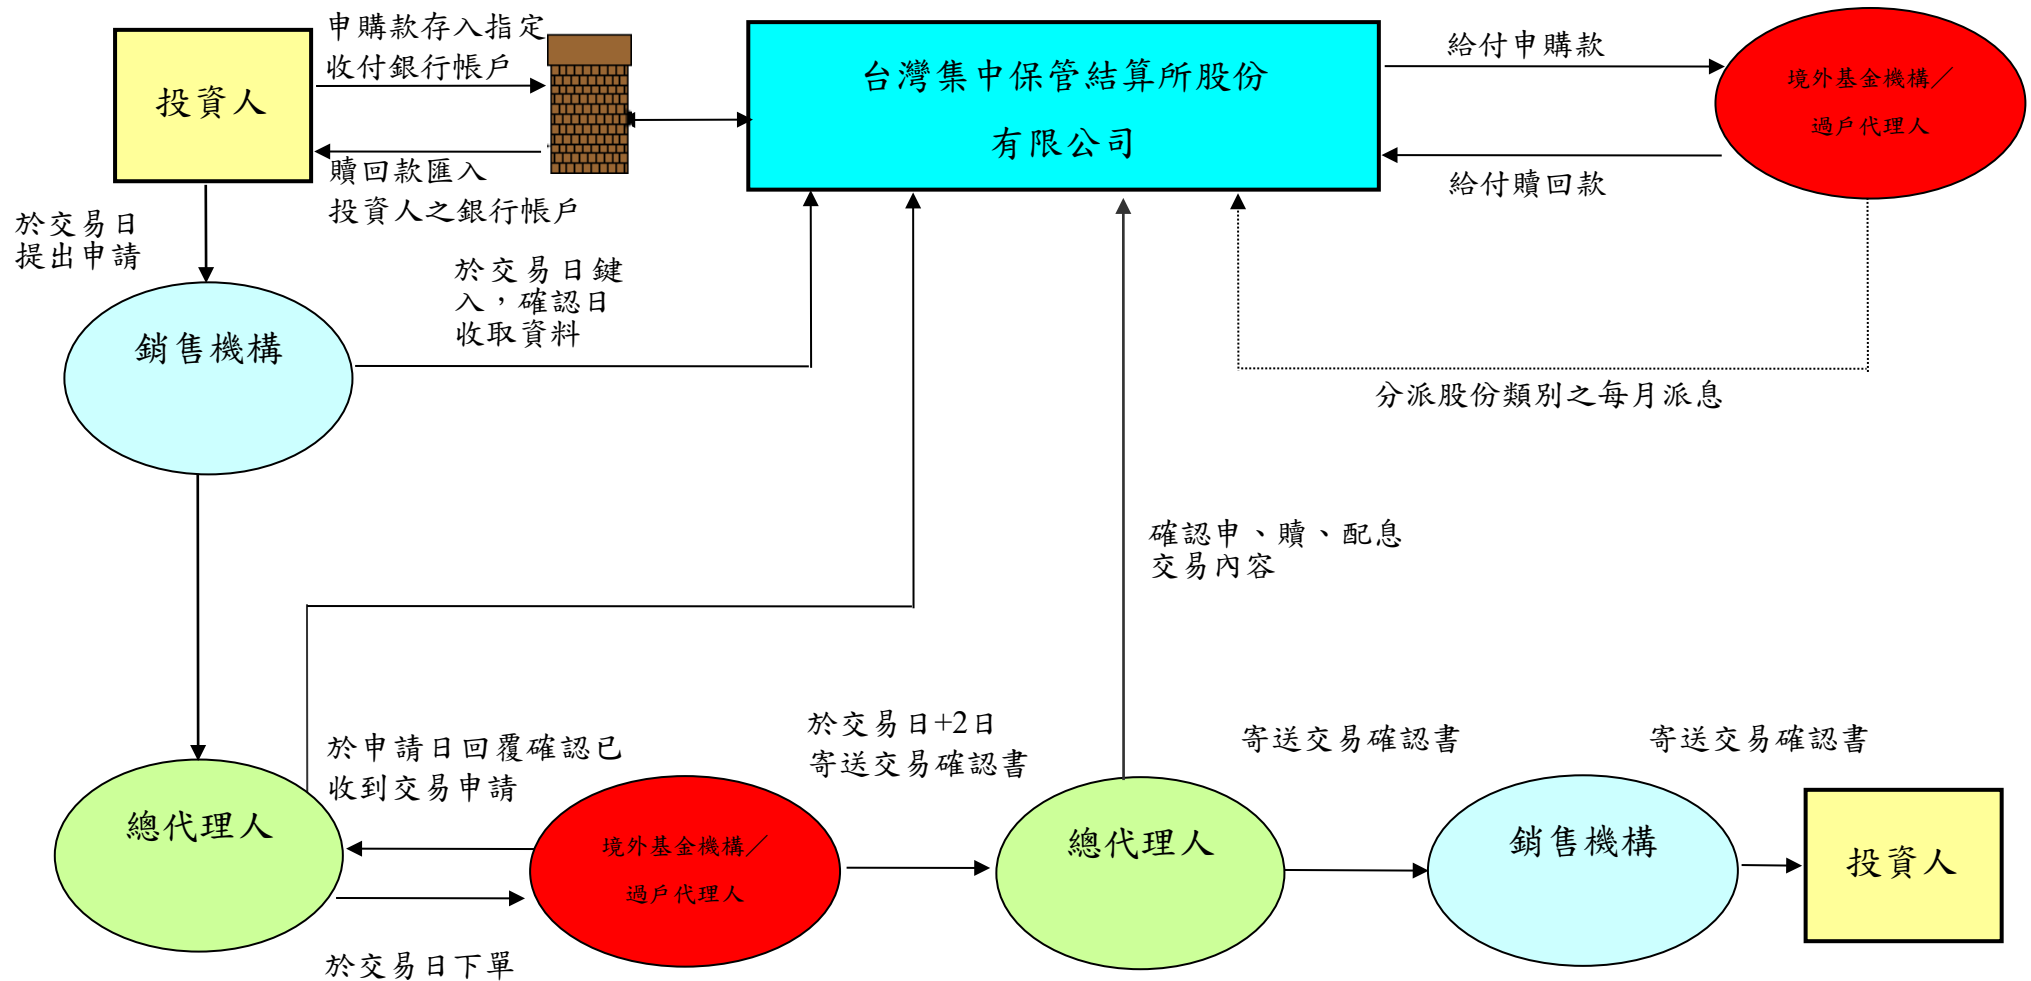 申購款存入指定
收付銀行帳戶
投資人
贖回款匯入
投資人之銀行帳戶
台灣集中保管結算所股份
有限公司
給付申購款
給付贖回款
境外基金機構／
過戶代理人
於交易日
提出申請
於交易日鍵
入，確認日
收取資料
銷售機構
分派股份類別之每月派息
確認申、贖、配息
交易內容
於申請日回覆確認已
收到交易申請
總代理人
於交易日下單
境外基金機構／
過戶代理人
於交易日+2日
寄送交易確認書
總代理人
寄送交易確認書
銷售機構
寄送交易確認書
投資人